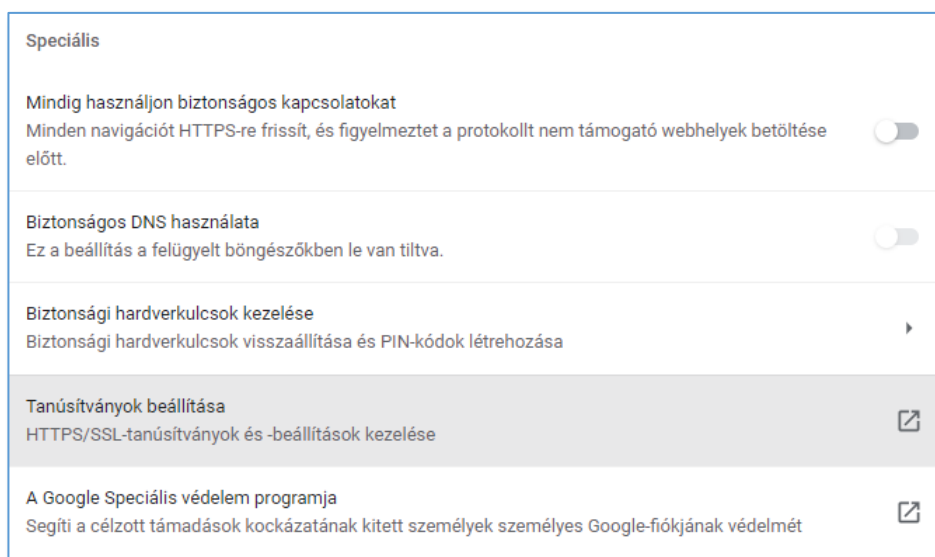 Speciális
Mindig használjon biztonságos kapcsolatokat
Minden navigációt HTTPS-re frissít, és figyelmeztet a protokollt nem támogató webhelyek betöltése
előtt.
Biztonságos DNS használata
Ez a beállítás a felügyelt böngészőkben le van tiltva.
Biztonsági hardverkulcsok kezelése
Biztonsági hardverkulcsok visszaállítása és PIN-kódok létrehozása
Tanúsítványok beállítása
HTTPS/SSL-tanúsítványok és -beállítások kezelése
A Google Speciális védelem programja
Segíti a célzott támadások kockázatának kitett személyek személyes Google-fiókjának védelmét